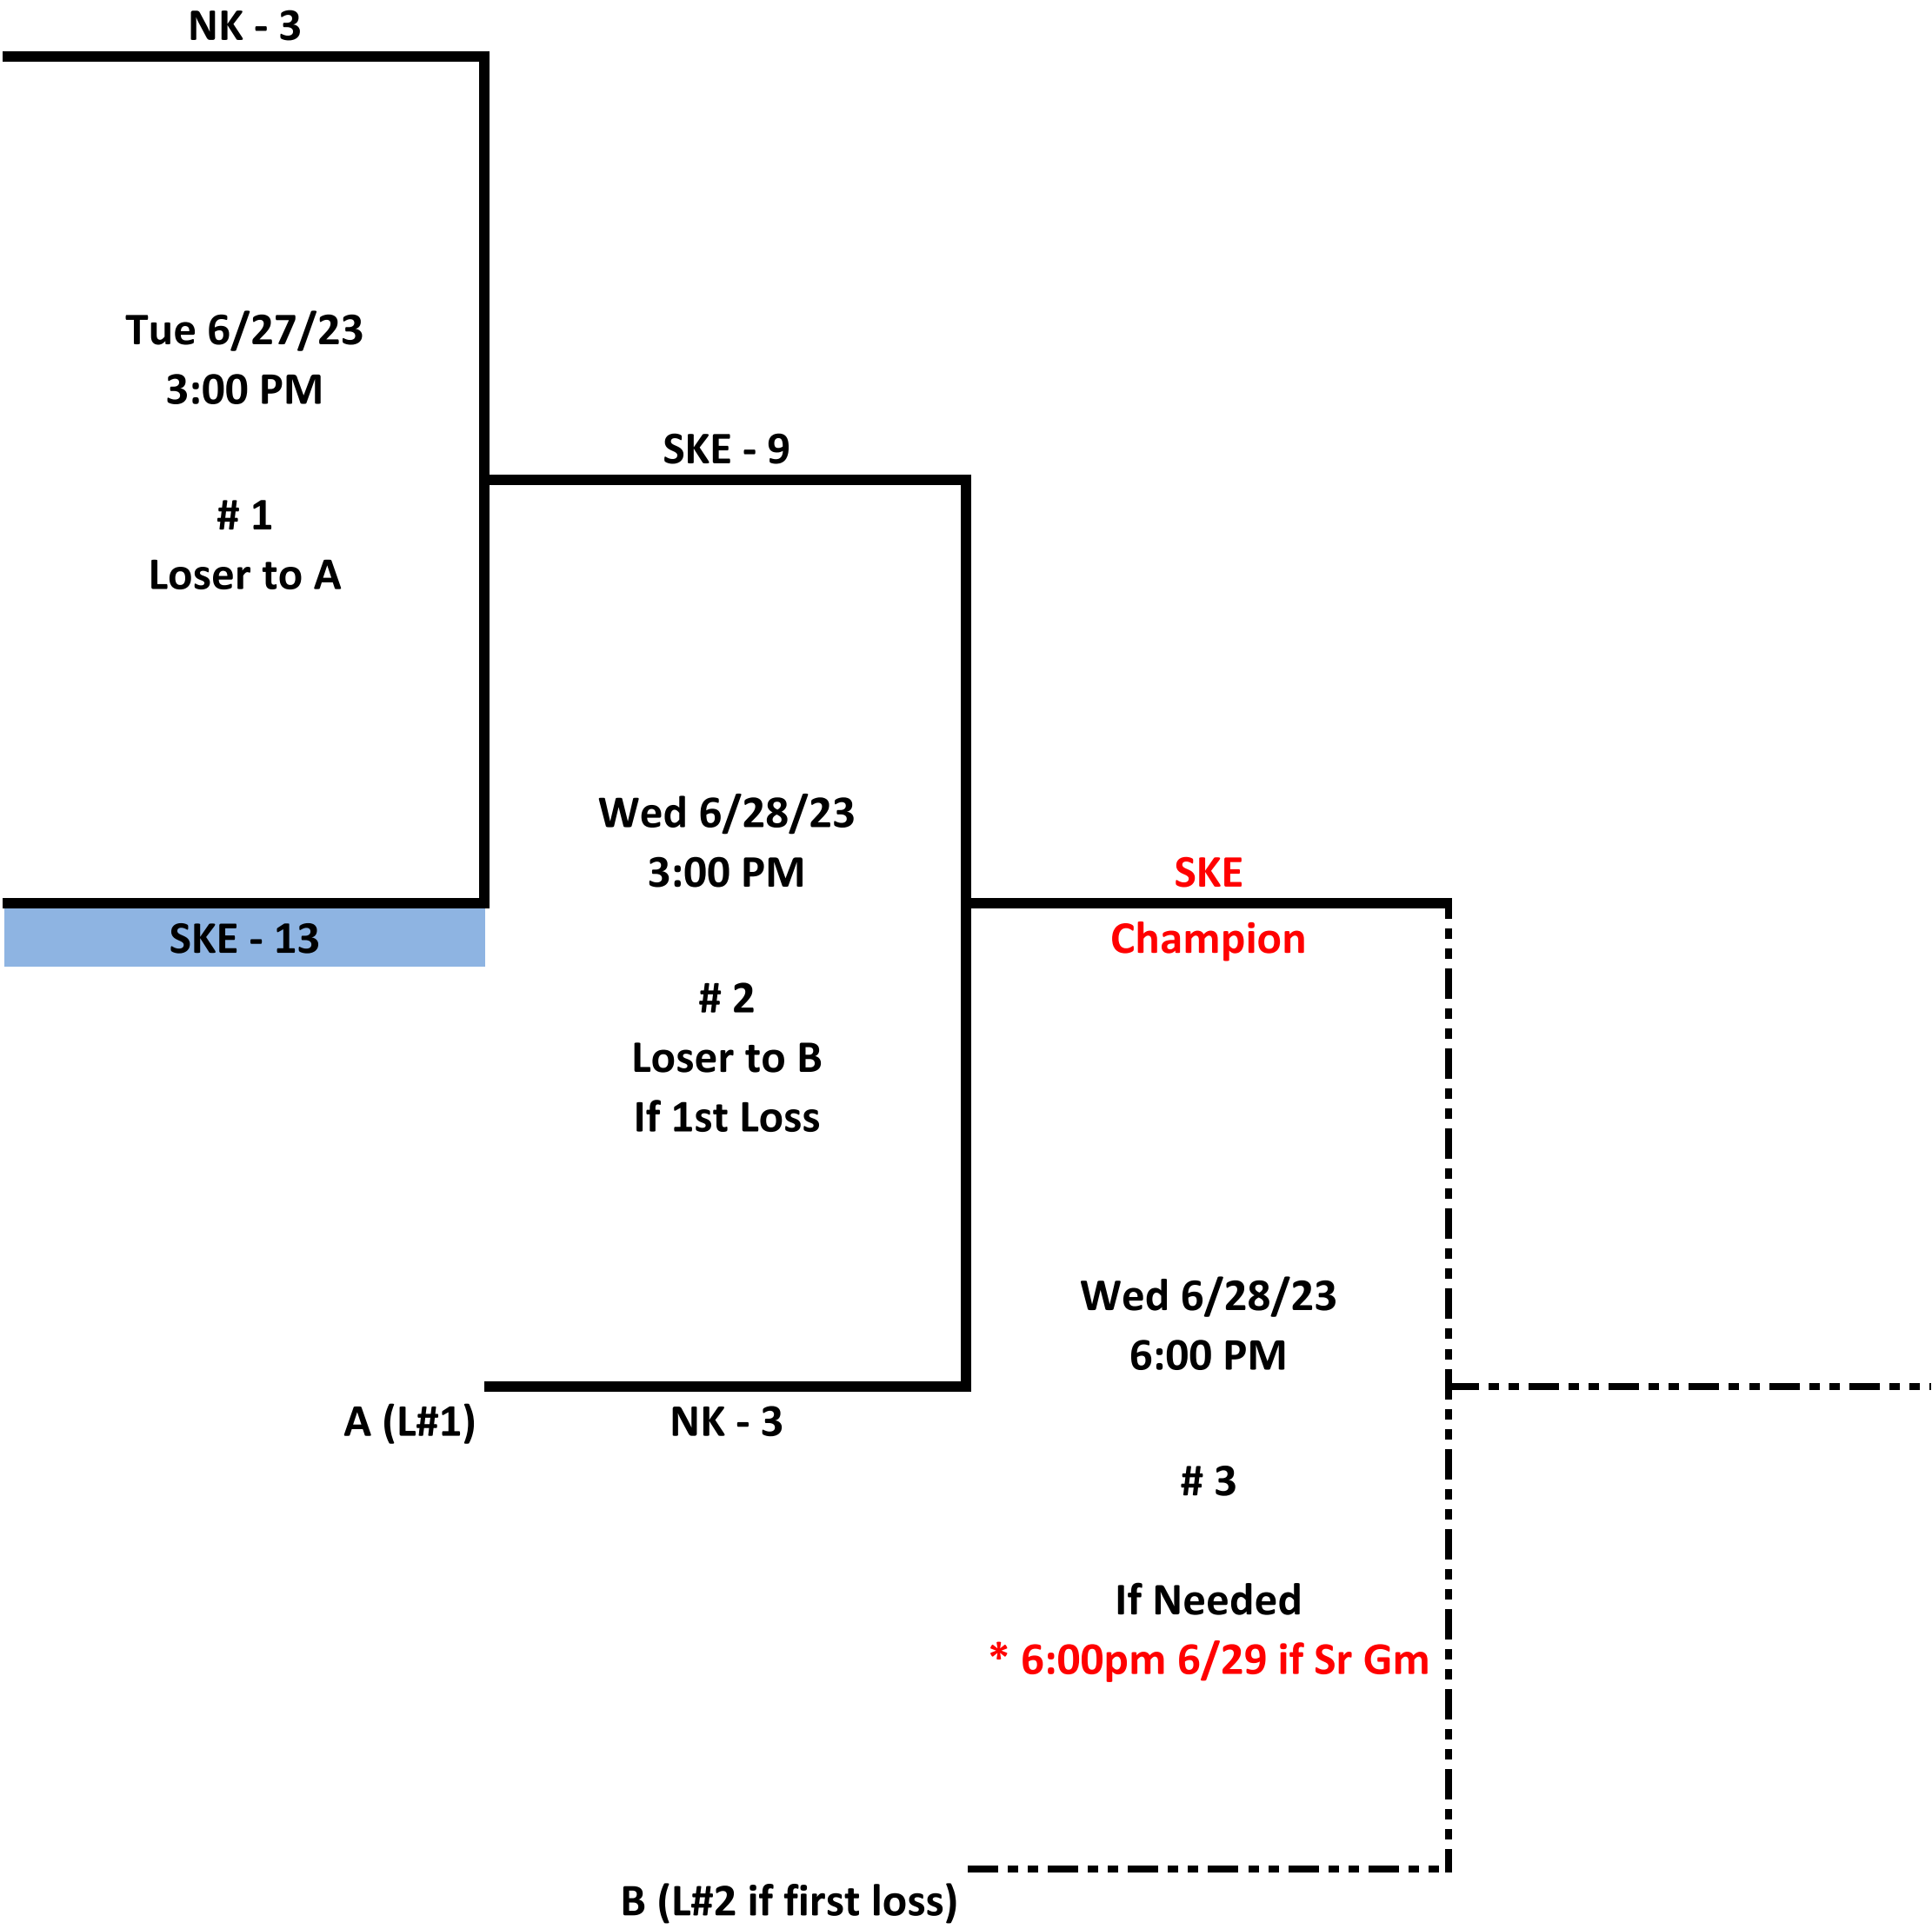 NK - 3
Tue 6/27/23
3:00 PM
# 1
Loser to A
SKE - 13
SKE - 9
Wed 6/28/23
3:00 PM
# 2
Loser to B
If 1st Loss
A (L#1)
NK - 3
SKE
Champion
Wed 6/28/23
6:00 PM
# 3
If Needed
* 6:00pm 6/29 if Sr Gm
B (L#2 if first loss)